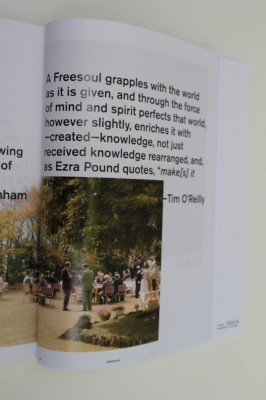 wing
of
nham
A Freesoul grapples with the world
as it is given, and through the force
of mind and spirit perfects that world,
however slightly, enriches it with
–created—knowledge, not just
received knowledge rearranged, and,
as Ezra Pound quotes, “make[s] it
–Tim O’Reilly